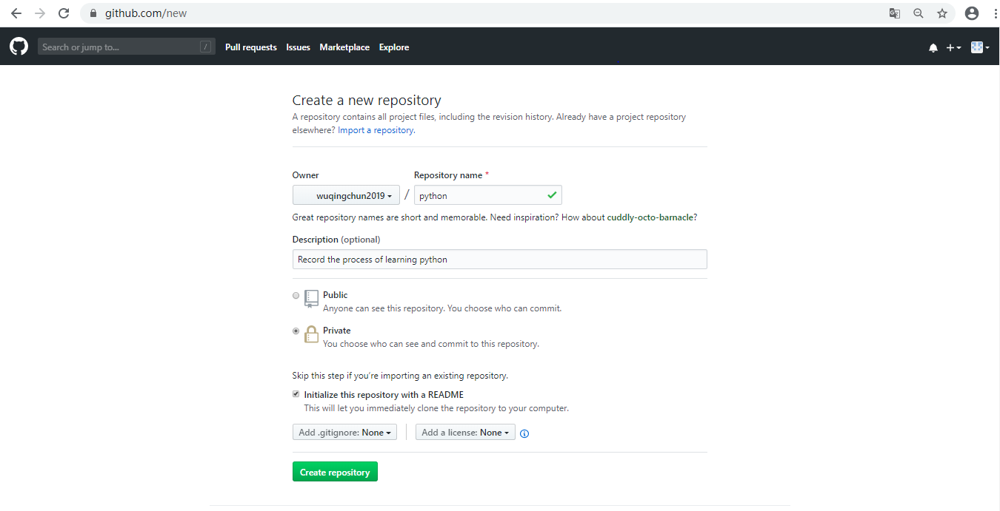 github.com/new
Search or jump to... /
Pull requests Issues Marketplace Explore
Create a new repository
A repository contains all project files, including the revision history. Already have a project repository
elsewhere? Import a repository.
Owner Repository name *
wuqingchun2019 / python
Great repository names are short and memorable. Need inspiration? How about cuddly-octo-barnacle?
Description (optional)
Record the process of learning python
Public
Anyone can see this repository. You choose who can commit.
Private
You choose who can see and commit to this repository.
Skip this step if you’re importing an existing repository.
Initialize this repository with a README
This will let you immediately clone the repository to your computer.
Add .gitignore: None Add a license: None
Create repository